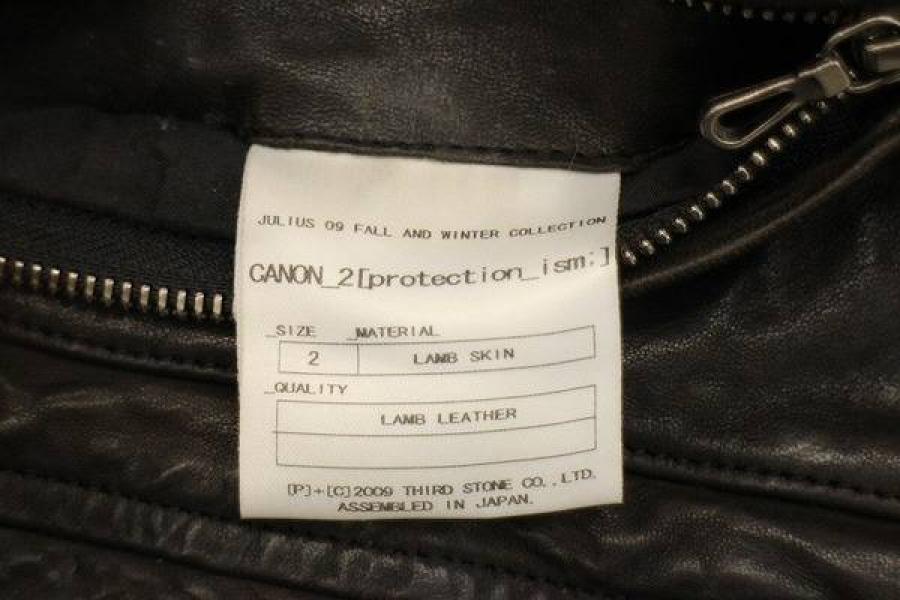 JULIUS 09 FALL AND WINTER COLLECTION
CANON_2[protection_ism;]
_SIZE _MATERIAL
2 LAMB SKIN
_QUALITY
LAMB LEATHER
[P]+[C]2009 THIRD STONE CO.,LTD.
ASSEMBLED IN JAPAN.